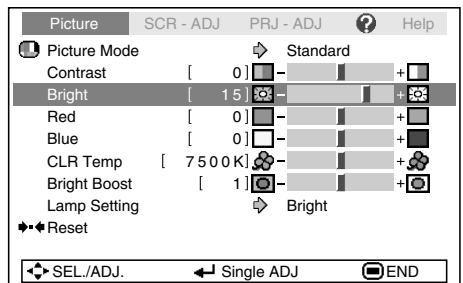 Picture SCR - ADJ PRJ - ADJ ? Help
Picture Mode Standard
Contrast [ 0] - +
Bright [ 15] - +
Red [ 0] - +
Blue [ 0] - +
CLR Temp [ 7500K] - +
Bright Boost [ 1] - +
Lamp Setting Bright
Reset
SEL./ADJ. Single ADJ END